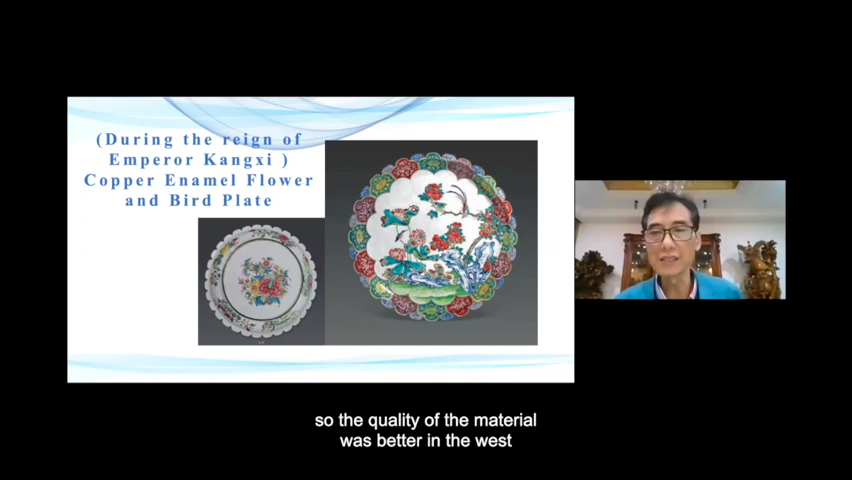 (During the reign of
Emperor Kangxi )
Copper Enamel Flower
and Bird Plate
so the quality of the material
was better in the west